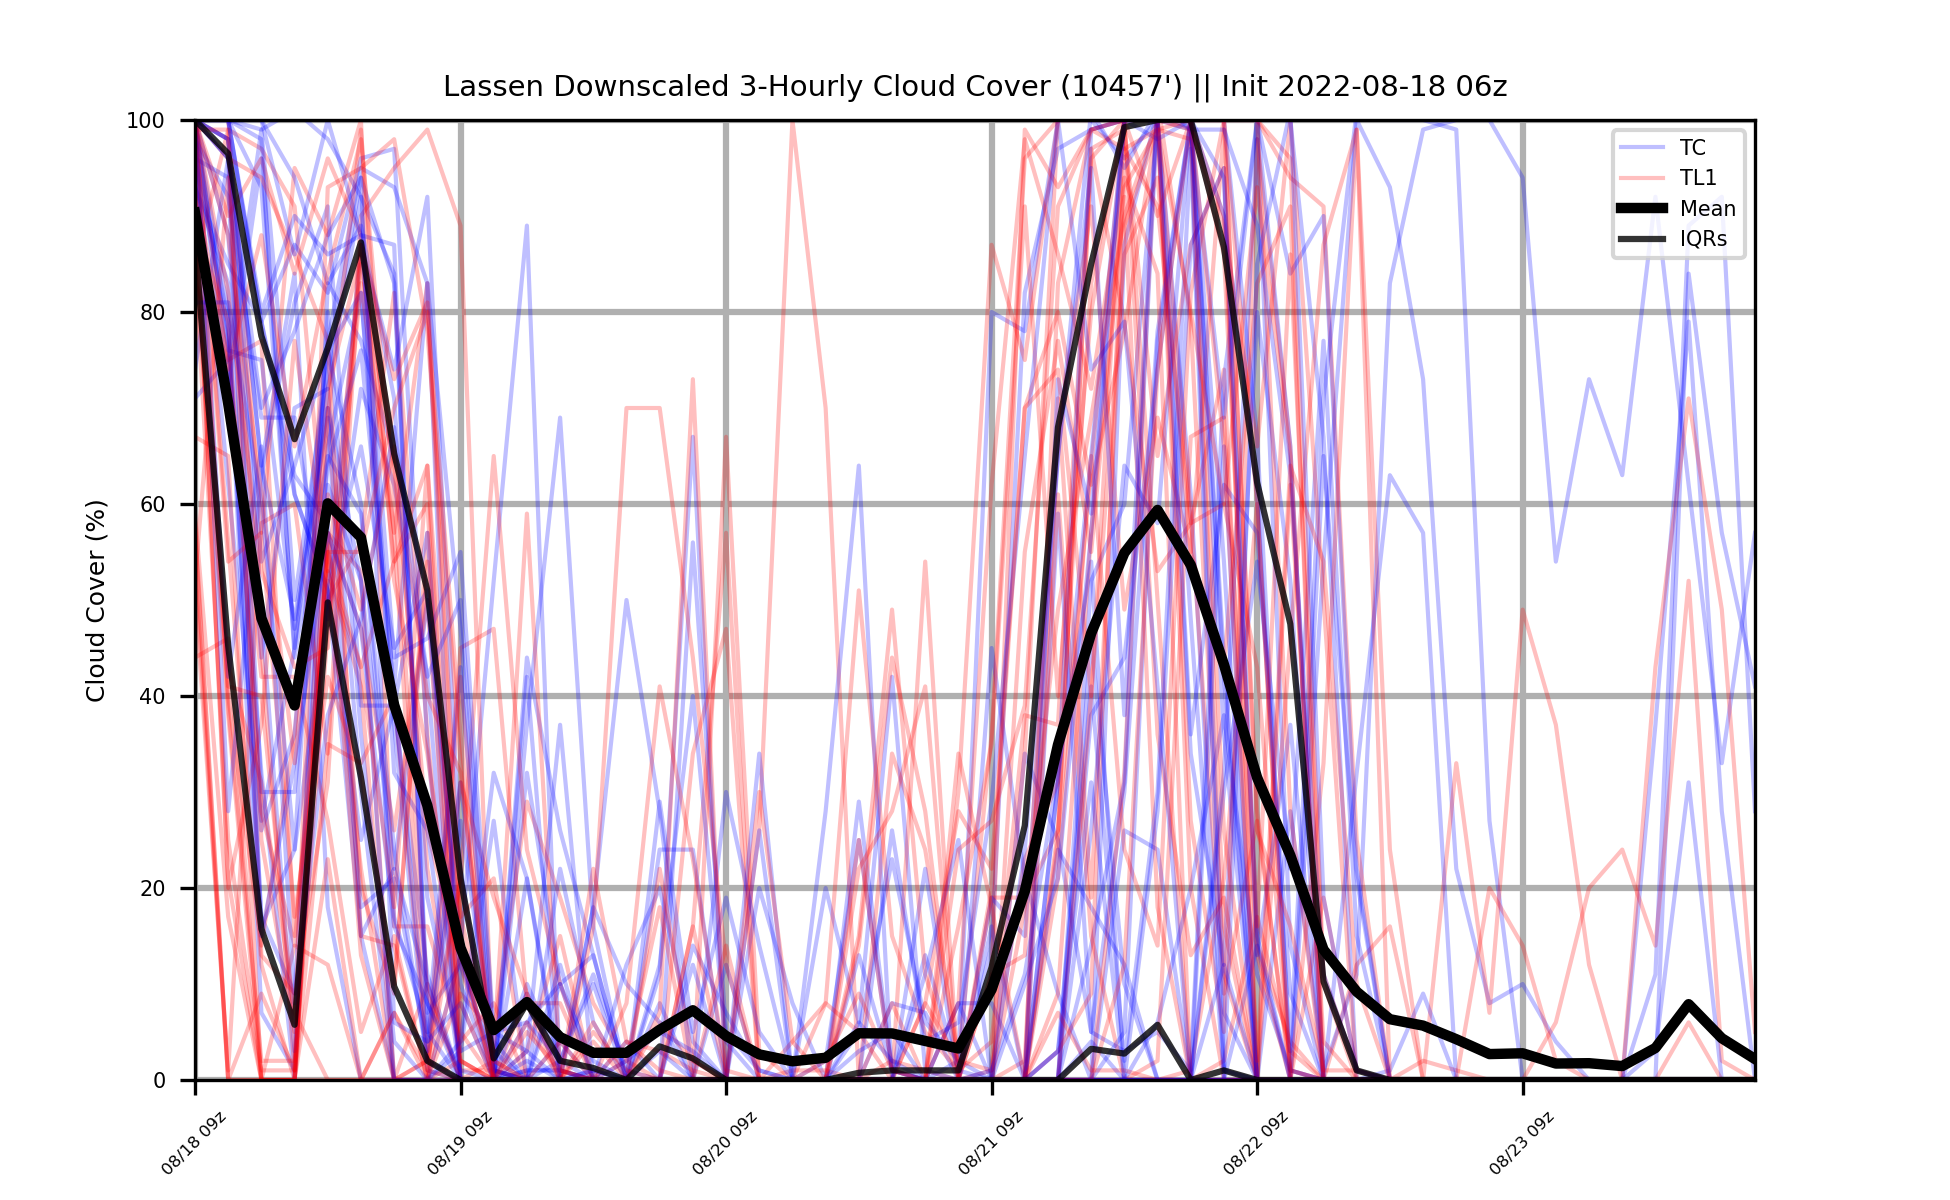 Lassen Downscaled 3-Hourly Cloud Cover (10457') || Init 2022-08-18 06z
TC
TL1
Mean
IQRs
Cloud Cover (%)
100
80
60
40
20
0
08/18 09z
08/19 09z
08/20 09z
08/21 09z
08/22 09z
08/23 09z